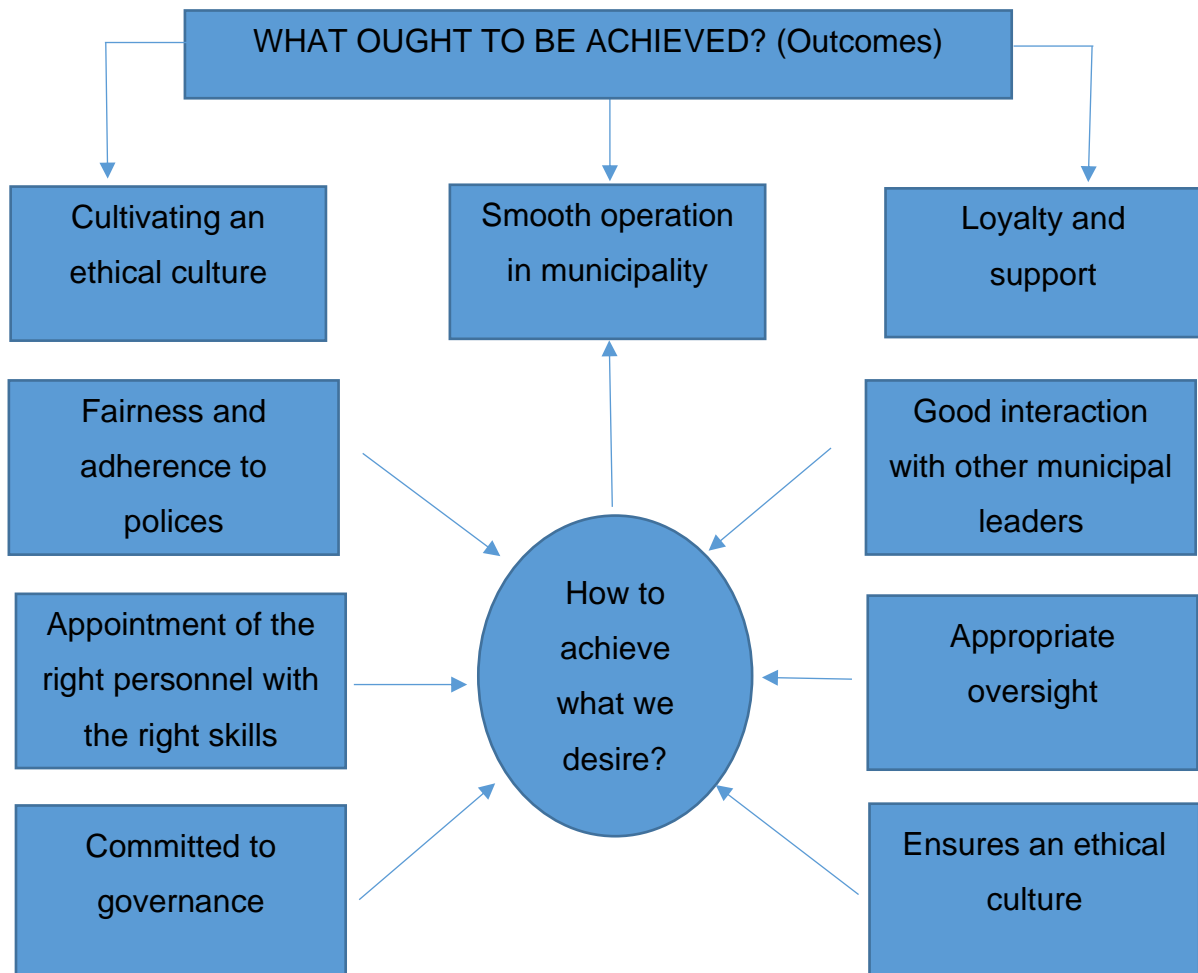 WHAT OUGHT TO BE ACHIEVED? (Outcomes)
Cultivating an
ethical culture
Smooth operation
in municipality
Loyalty and
support
Fairness and
adherence to
polices
Good interaction
with other municipal
leaders
How to
achieve
what we
desire?
Appointment of the
right personnel with
the right skills
Appropriate
oversight
Committed to
governance
Ensures an ethical
culture